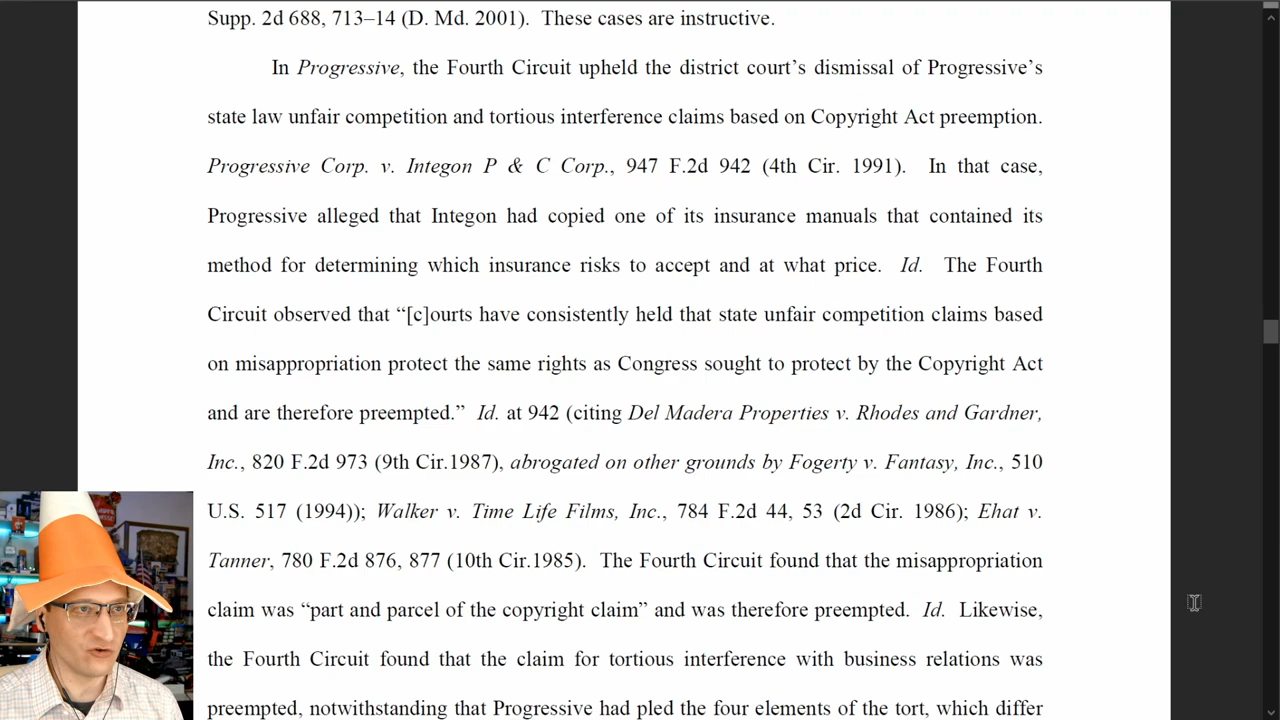 Supp. 2d 688, 713–14 (D. Md. 2001).  These cases are instructive.
In Progressive, the Fourth Circuit upheld the district court’s dismissal of Progressive’s
state law unfair competition and tortious interference claims based on Copyright Act preemption.
Progressive Corp. v. Integon P & C Corp., 947 F.2d 942 (4th Cir. 1991).  In that case,
Progressive alleged that Integon had copied one of its insurance manuals that contained its
method for determining which insurance risks to accept and at what price.  Id.  The Fourth
Circuit observed that “[c]ourts have consistently held that state unfair competition claims based
on misappropriation protect the same rights as Congress sought to protect by the Copyright Act
and are therefore preempted.”  Id. at 942 (citing Del Madera Properties v. Rhodes and Gardner,
Inc., 820 F.2d 973 (9th Cir.1987), abrogated on other grounds by Fogerty v. Fantasy, Inc., 510
U.S. 517 (1994)); Walker v. Time Life Films, Inc., 784 F.2d 44, 53 (2d Cir. 1986); Ehat v.
Tanner, 780 F.2d 876, 877 (10th Cir.1985).  The Fourth Circuit found that the misappropriation
claim was “part and parcel of the copyright claim” and was therefore preempted.  Id.  Likewise,
the Fourth Circuit found that the claim for tortious interference with business relations was
preempted, notwithstanding that Progressive had pled the four elements of the tort, which differ